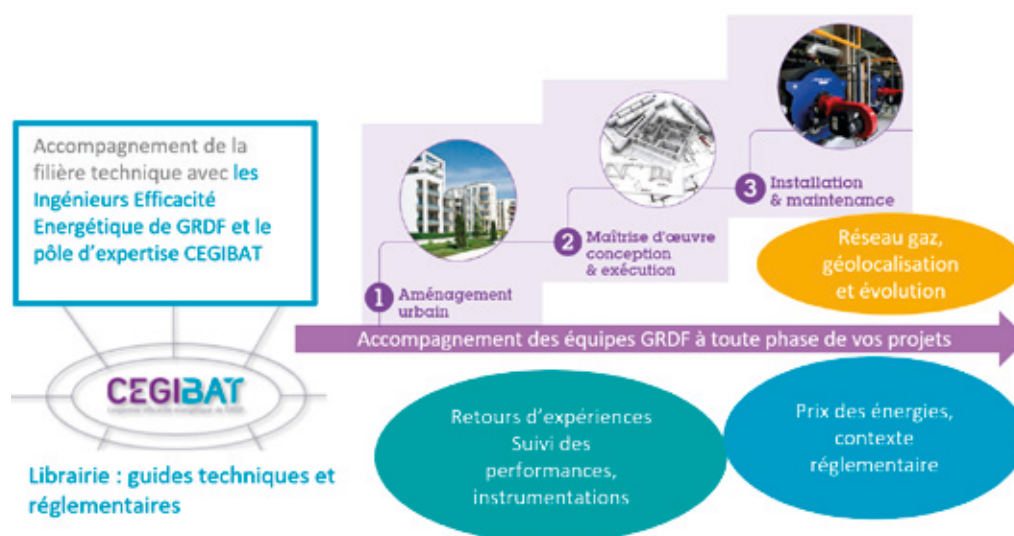 Accompagnement de la
filière technique avec les
Ingénieurs Efficacité
Energétique de GRDF et le
pôle d'expertise CEGIBAT
CEGIBAT
Librairie : guides techniques et
réglementaires
1 Aménagement
urbain
2 Maîtrise d'œuvre
conception
& exécution
3 Installation
& maintenance
Réseau gaz,
géolocalisation
et évolution
Accompagnement des équipes GRDF à toute phase de vos projets
Retours d'expériences
Suivi des
performances,
instrumentations
Prix des énergies,
contexte
réglementaire